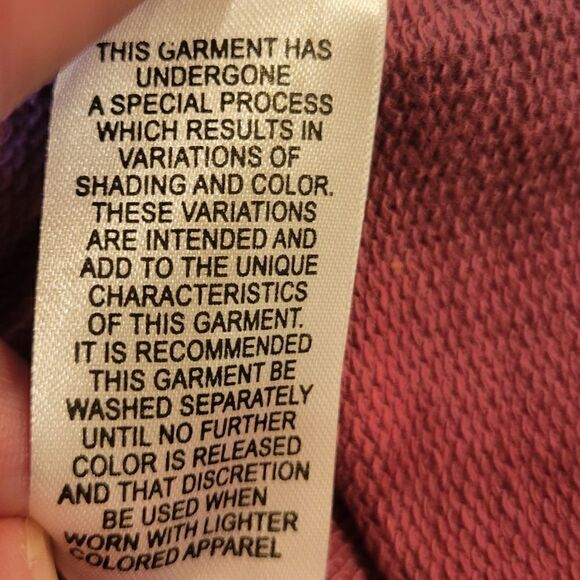 THIS GARMENT HAS
UNDERGONE
A SPECIAL PROCESS
WHICH RESULTS IN
VARIATIONS OF
SHADING AND COLOR.
THESE VARIATIONS
ARE INTENDED AND
ADD TO THE UNIQUE
CHARACTERISTICS
OF THIS GARMENT.
IT IS RECOMMENDED
THIS GARMENT BE
WASHED SEPARATELY
UNTIL NO FURTHER
COLOR IS RELEASED
AND THAT DISCRETION
BE USED WHEN
WORN WITH LIGHTER
COLORED APPAREL